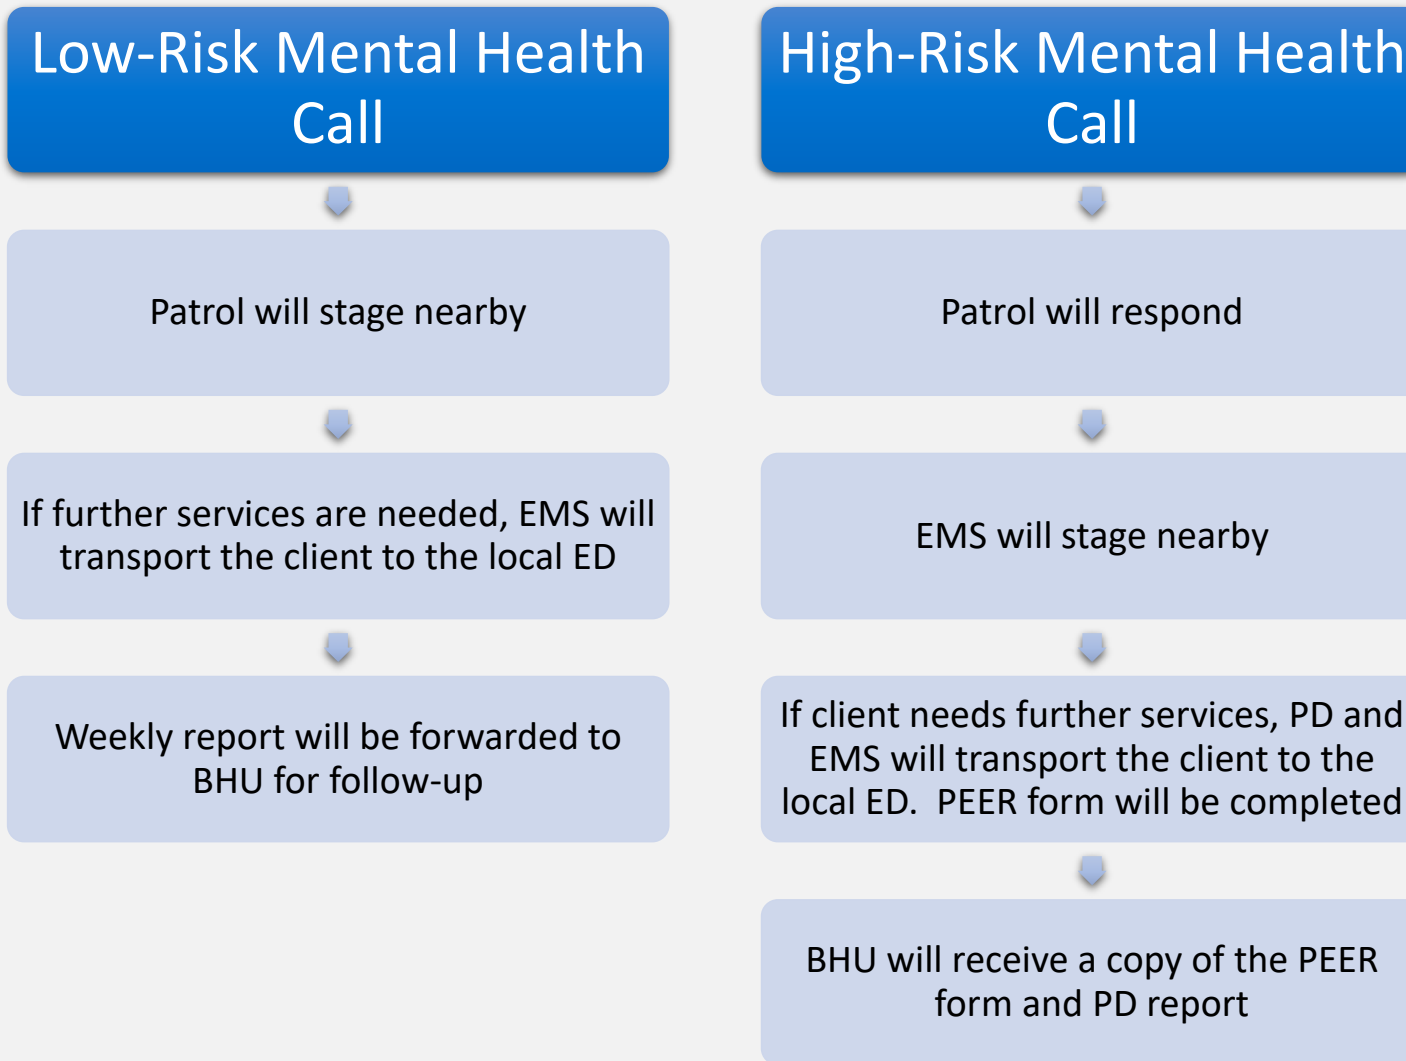 Low-Risk Mental Health
Call
Patrol will stage nearby
If further services are needed, EMS will
transport the client to the local ED
Weekly report will be forwarded to
BHU for follow-up
High-Risk Mental Health
Call
Patrol will respond
EMS will stage nearby
If client needs further services, PD and
EMS will transport the client to the
local ED.  PEER form will be completed
BHU will receive a copy of the PEER
form and PD report